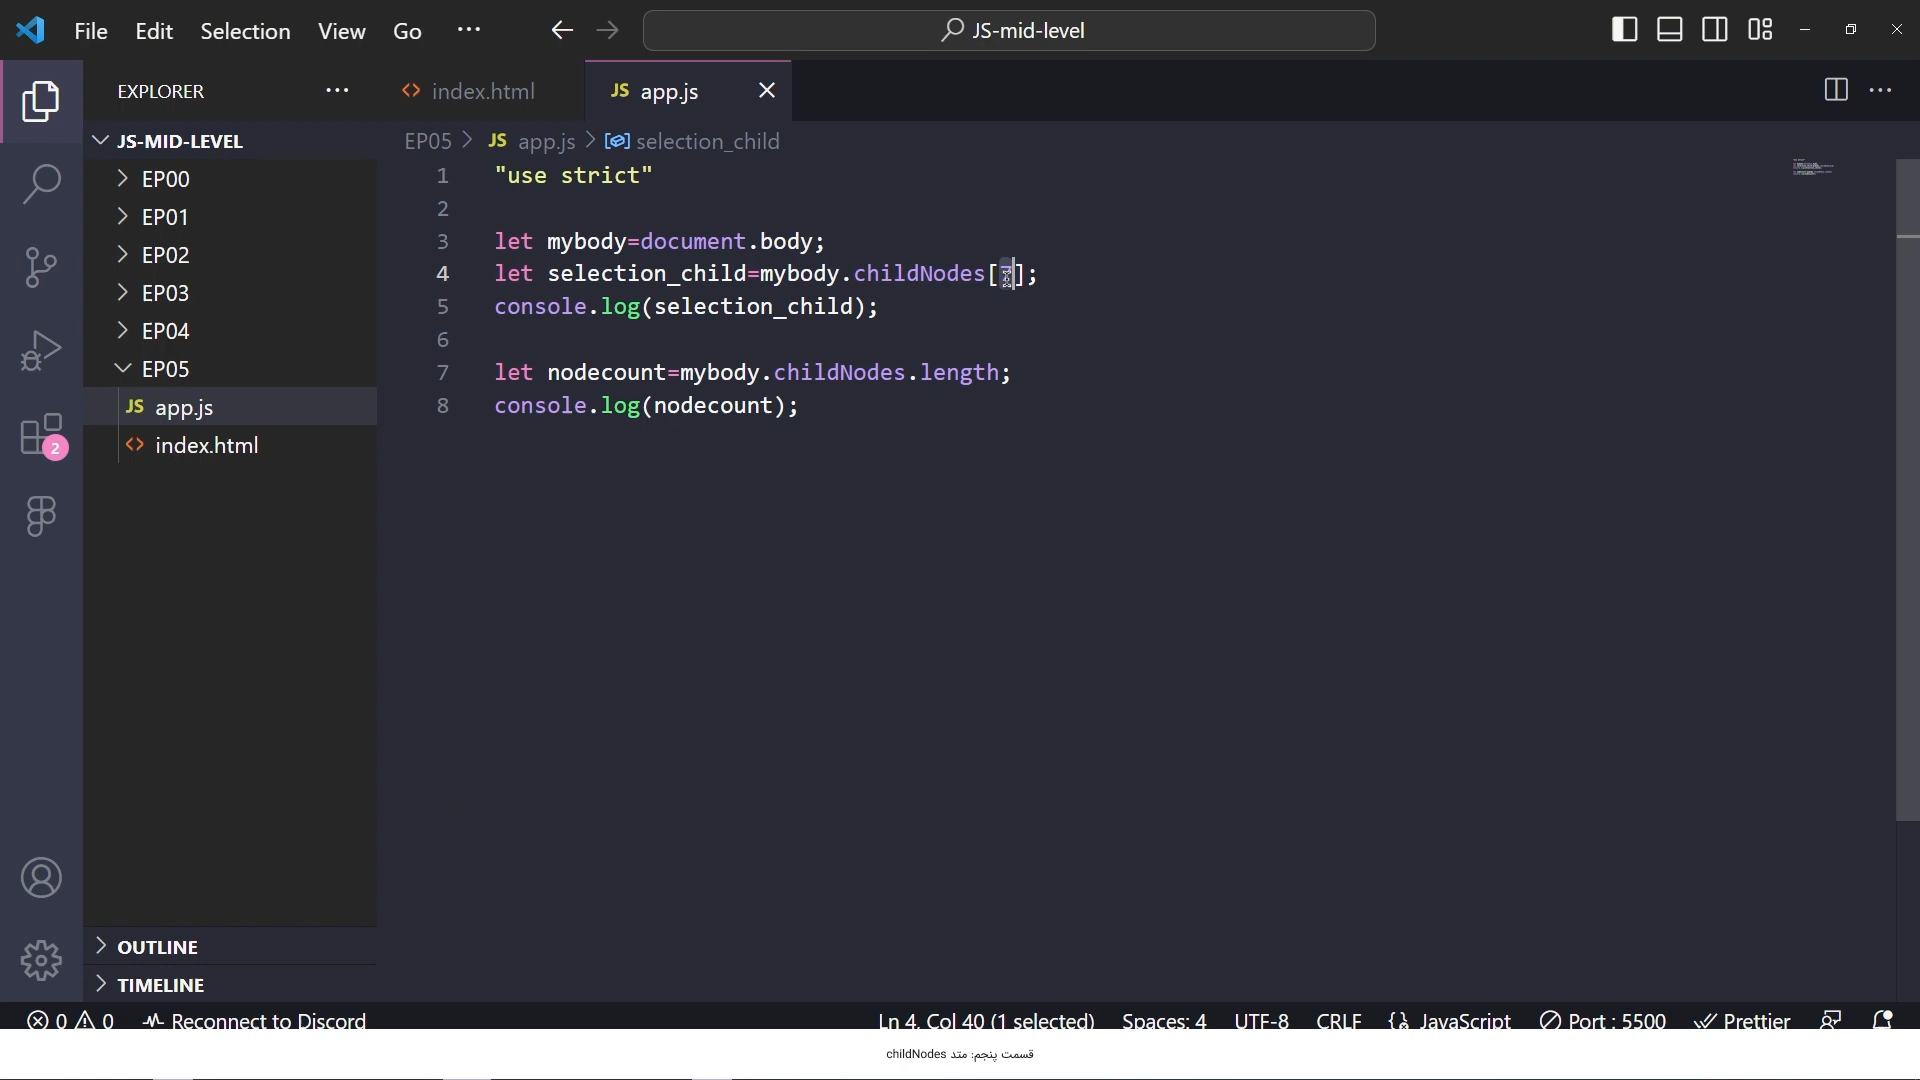 File Edit Selection View Go ...
JS-mid-level
EXPLORER ...
index.html
JS app.js
JS-MID-LEVEL
EP05 > JS app.js > selection_child
EP00
EP01
EP02
EP03
EP04
EP05
JS app.js
index.html
2
OUTLINE
TIMELINE
1 "use strict"
2
3 let mybody=document.body;
4 let selection_child=mybody.childNodes[];
5 console.log(selection_child);
6
7 let nodecount=mybody.childNodes.length;
8 console.log(nodecount);
0 0 Reconnect to Discord
Ln 4, Col 40 (1 selected) Spaces: 4 UTF-8 CRLF {} JavaScript Port : 5500 Prettier
قسمت پنجم: متد childNodes